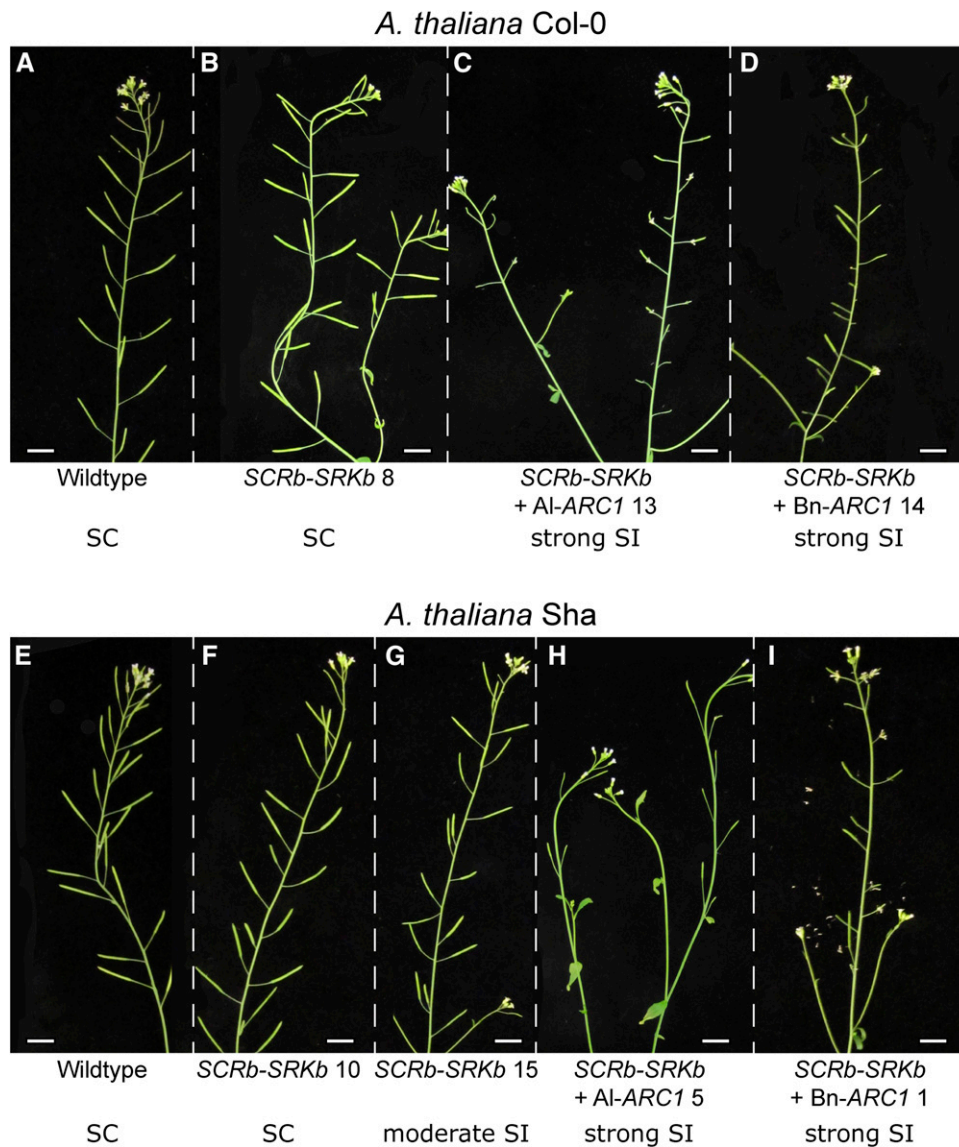 A. thaliana Col-0
A B C D
Wildtype SCRb-SRKb 8 SCRb-SRKb SCRb-SRKb
+ Al-ARC1 13 + Bn-ARC1 14
SC SC strong SI strong SI
A. thaliana Sha
E F G H I
Wildtype SCRb-SRKb 10 SCRb-SRKb 15 SCRb-SRKb SCRb-SRKb
+ Al-ARC1 5 + Bn-ARC1 1
SC SC moderate SI strong SI strong SI